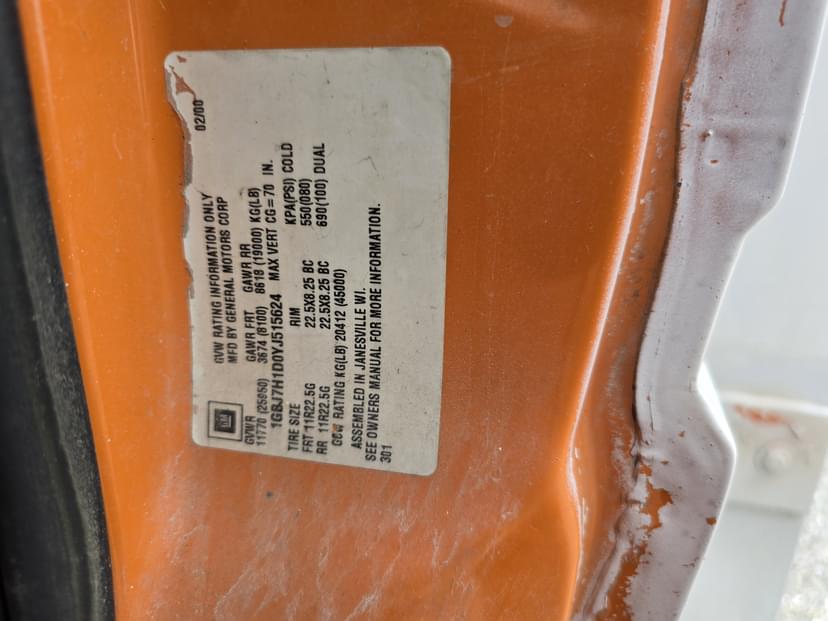 02/00
GVW RATING INFORMATION ONLY
MFD BY GENERAL MOTORS CORP
GM
GVWR GAWR FRT GAWR RR
11770 (25950) 3674 (8100) 8618 (19000) KG(LB)
1GBJ7H1D0YJ515624 MAX VERT CG=70 IN.
TIRE SIZE RIM KPA(PSI) COLD
FRT 11R22.5G 22.5X8.25 BC 550(080)
RR 11R22.5G 22.5X8.25 BC 690(100) DUAL
GCW RATING KG(LB) 20412 (45000)
ASSEMBLED IN JANESVILLE WI.
SEE OWNERS MANUAL FOR MORE INFORMATION.
301